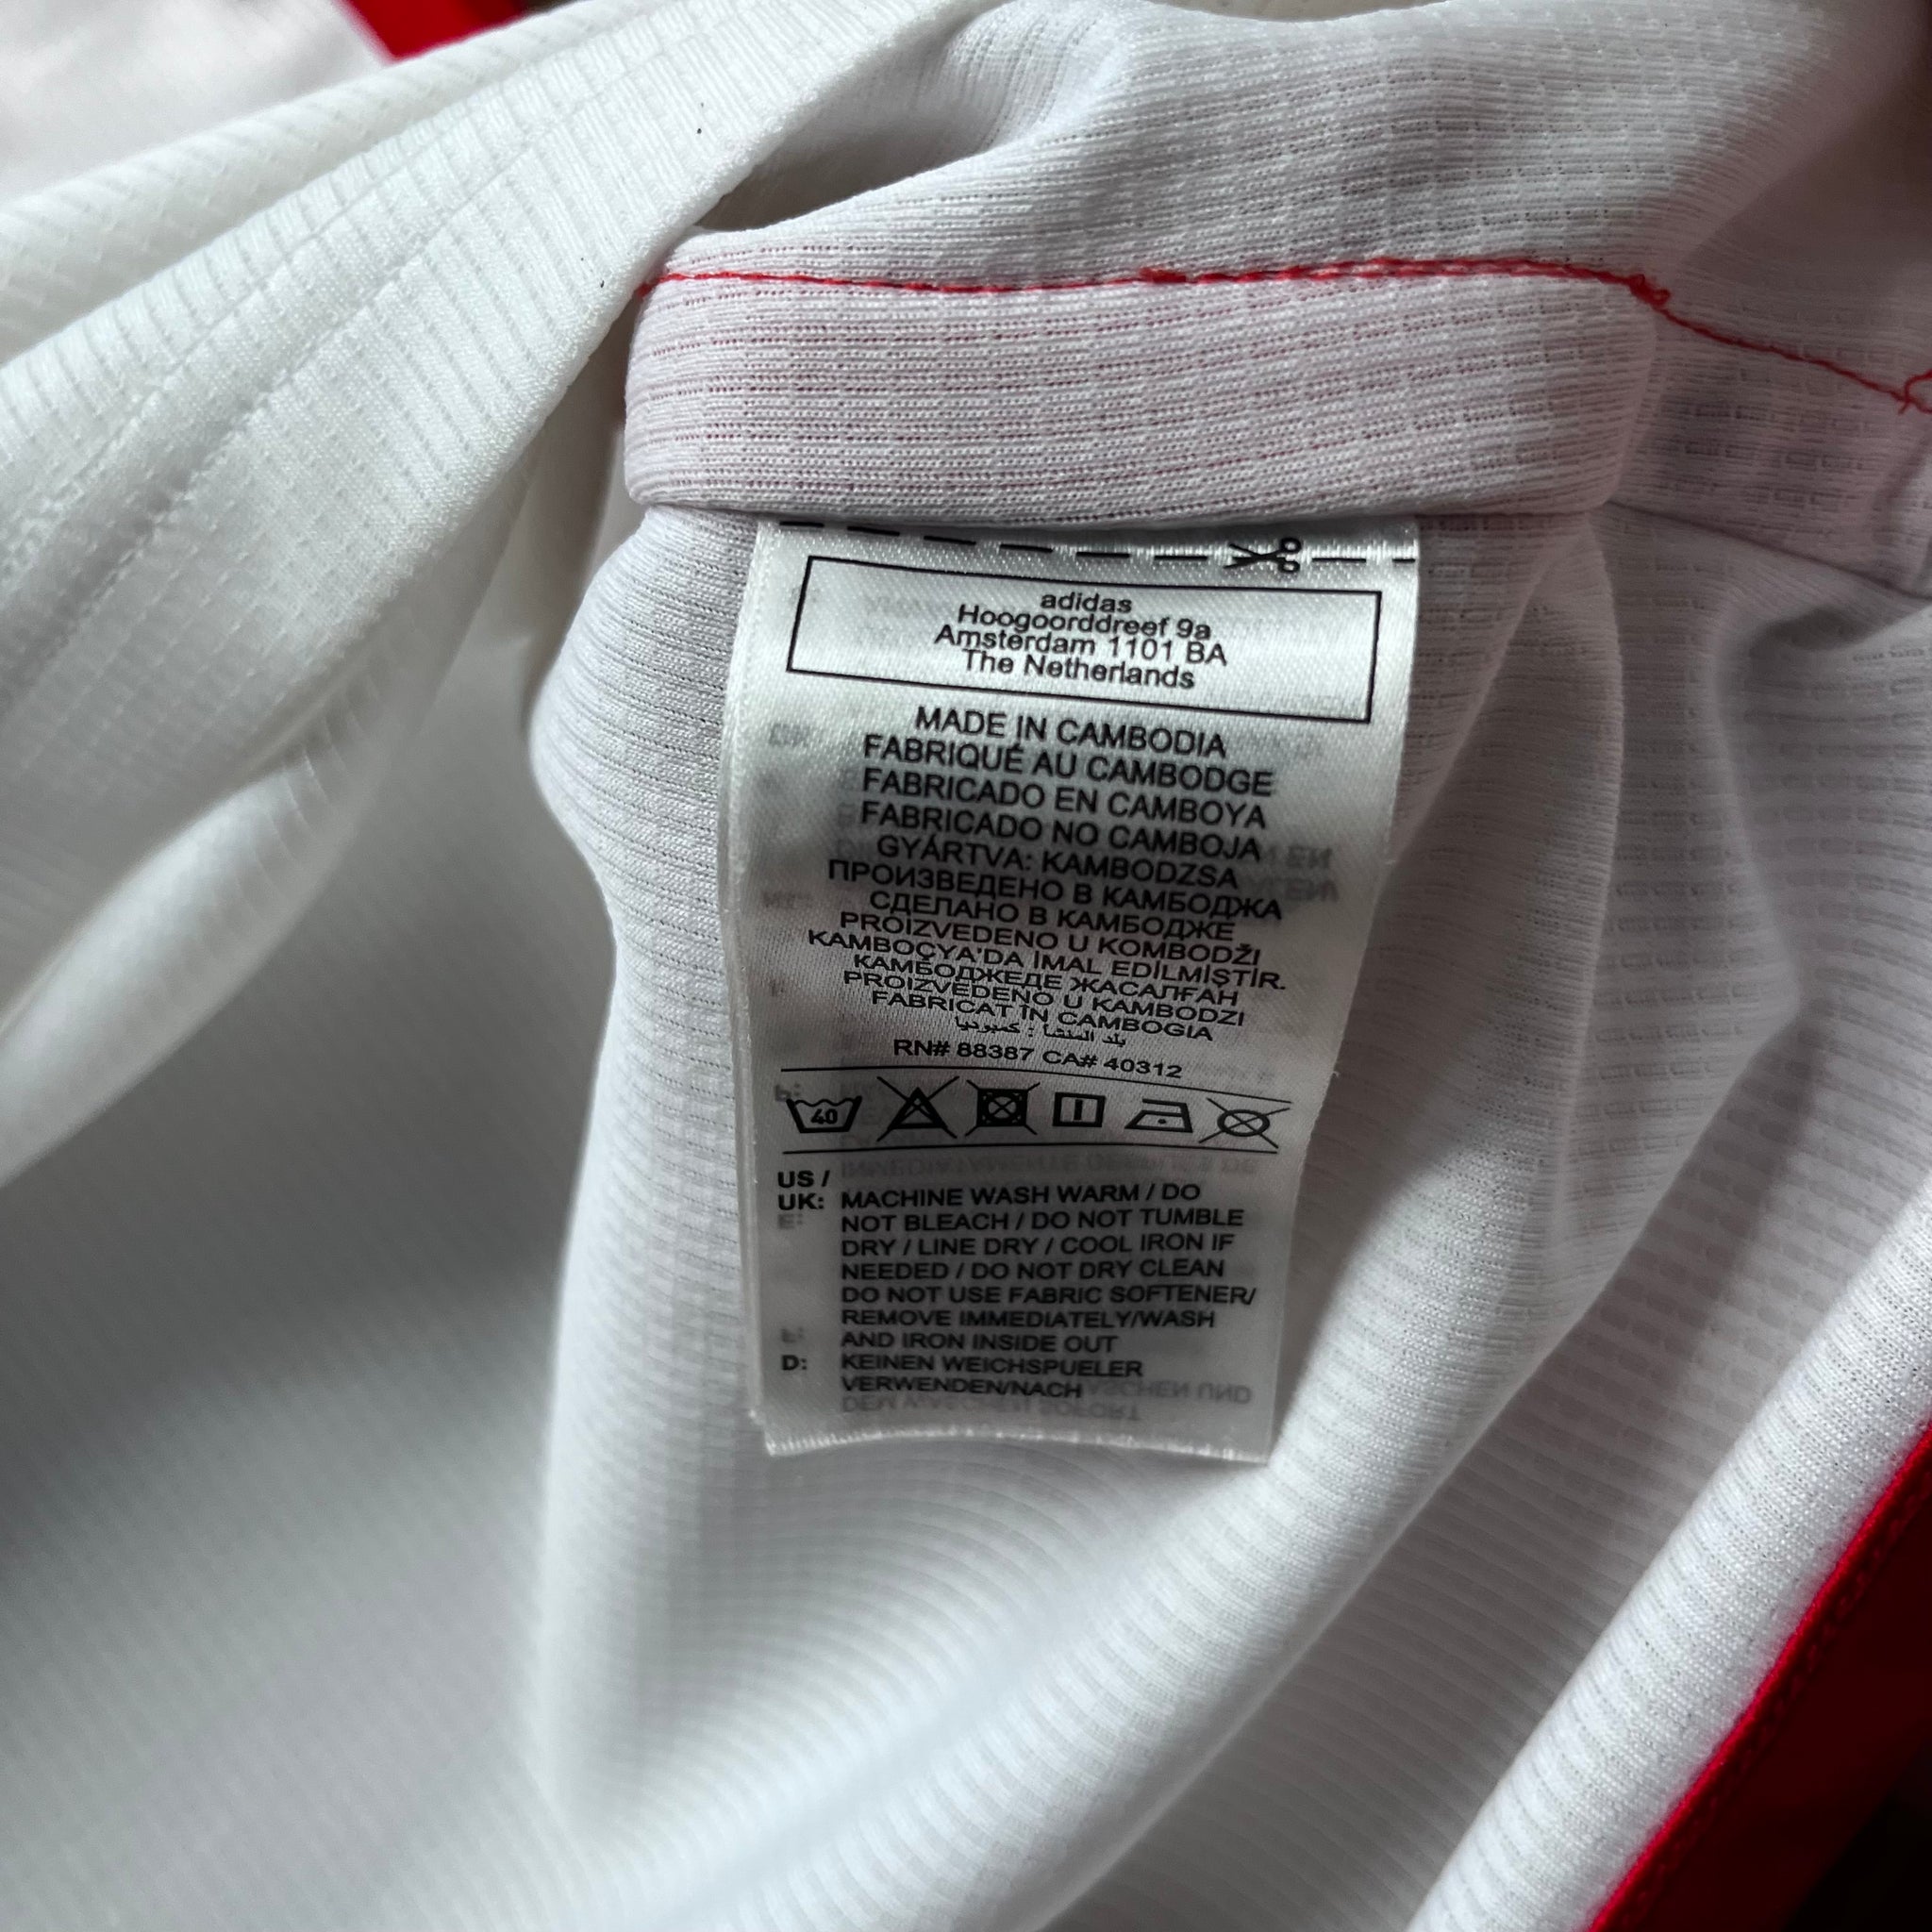 adidas
Hoogoorddreef 9a
Amsterdam 1101 BA
The Netherlands
MADE IN CAMBODIA
FABRIQUÉ AU CAMBODGE
FABRICADO EN CAMBOYA
FABRICADO NO CAMBOJA
GYÁRTVA: KAMBODZSA
ПРОИЗВЕДЕНО В КАМБОДЖА
СДЕЛАНО В КАМБОДЖЕ
PROIZVEDENO U KOMBODŽI
KAMBOÇYA'DA İMAL EDİLMİŞTİR.
КАМБОДЖЕДЕ ЖАСАЛҒАН
PROIZVEDENO U KAMBODZI
FABRICAT ÎN CAMBOGIA
بلد المنشأ : كمبوديا
RN# 88387 CA# 40312
40
US /
UK: MACHINE WASH WARM / DO
NOT BLEACH / DO NOT TUMBLE
DRY / LINE DRY / COOL IRON IF
NEEDED / DO NOT DRY CLEAN
DO NOT USE FABRIC SOFTENER/
REMOVE IMMEDIATELY/WASH
AND IRON INSIDE OUT
D: KEINEN WEICHSPUELER
VERWENDEN/NACH